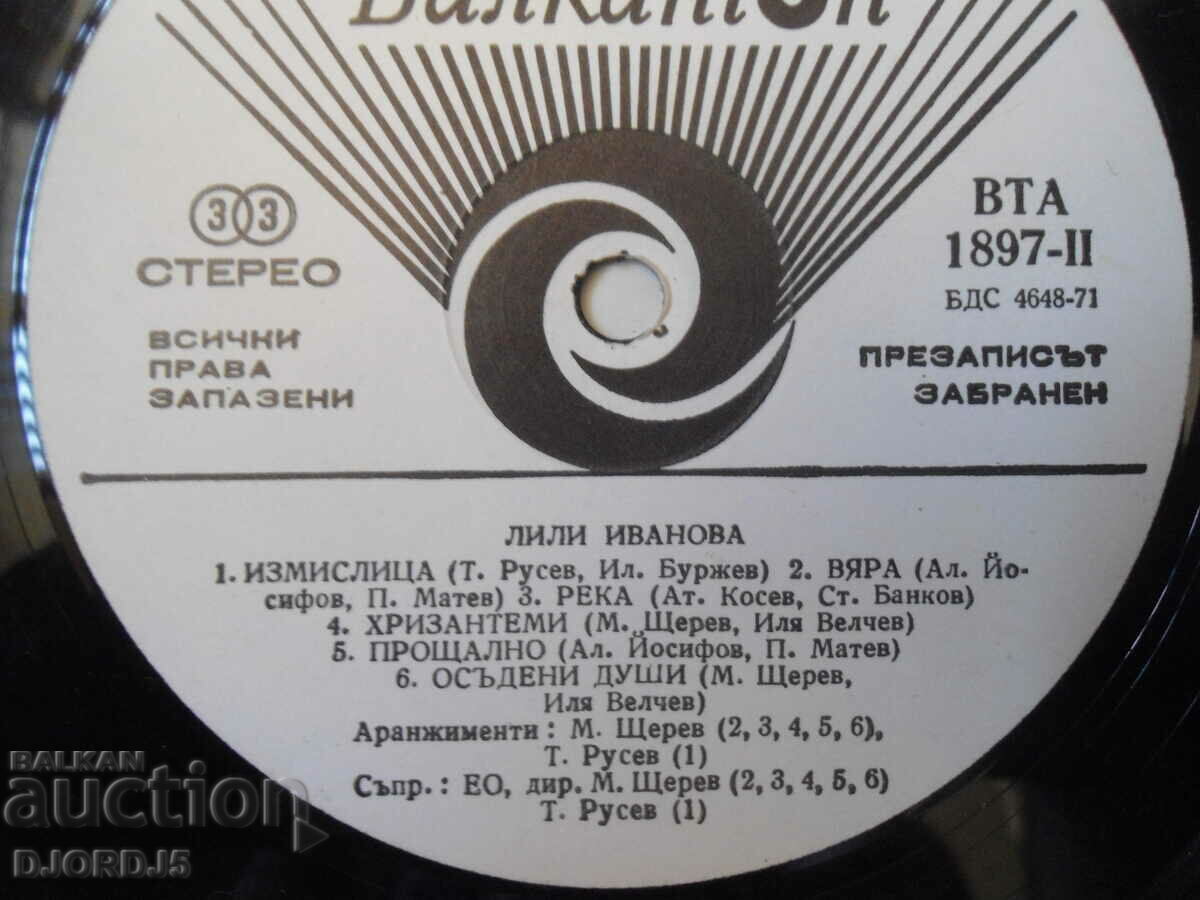 Балкантон
33
СТЕРЕО
ВСИЧКИ
ПРАВА
ЗАПАЗЕНИ
ВТА
1897-II
БДС 4648-71
ПРЕЗАПИСЪТ
ЗАБРАНЕН
ЛИЛИ ИВАНОВА
1. ИЗМИСЛИЦА (Т. Русев, Ил. Буржев) 2. ВЯРА (Ал. Йо-
сифов, П. Матев) 3. РЕКА (Ат. Косев, Ст. Банков)
4. ХРИЗАНТЕМИ (М. Щерев, Иля Велчев)
5. ПРОЩАЛНО (Ал. Йосифов, П. Матев)
6. ОСЪДЕНИ ДУШИ (М. Щерев,
Иля Велчев)
Аранжименти: М. Щерев (2, 3, 4, 5, 6),
Т. Русев (1)
Съпр.: ЕО, дир. М. Щерев (2, 3, 4, 5, 6)
Т. Русев (1)
BALKAN
auction
DJORDJ5